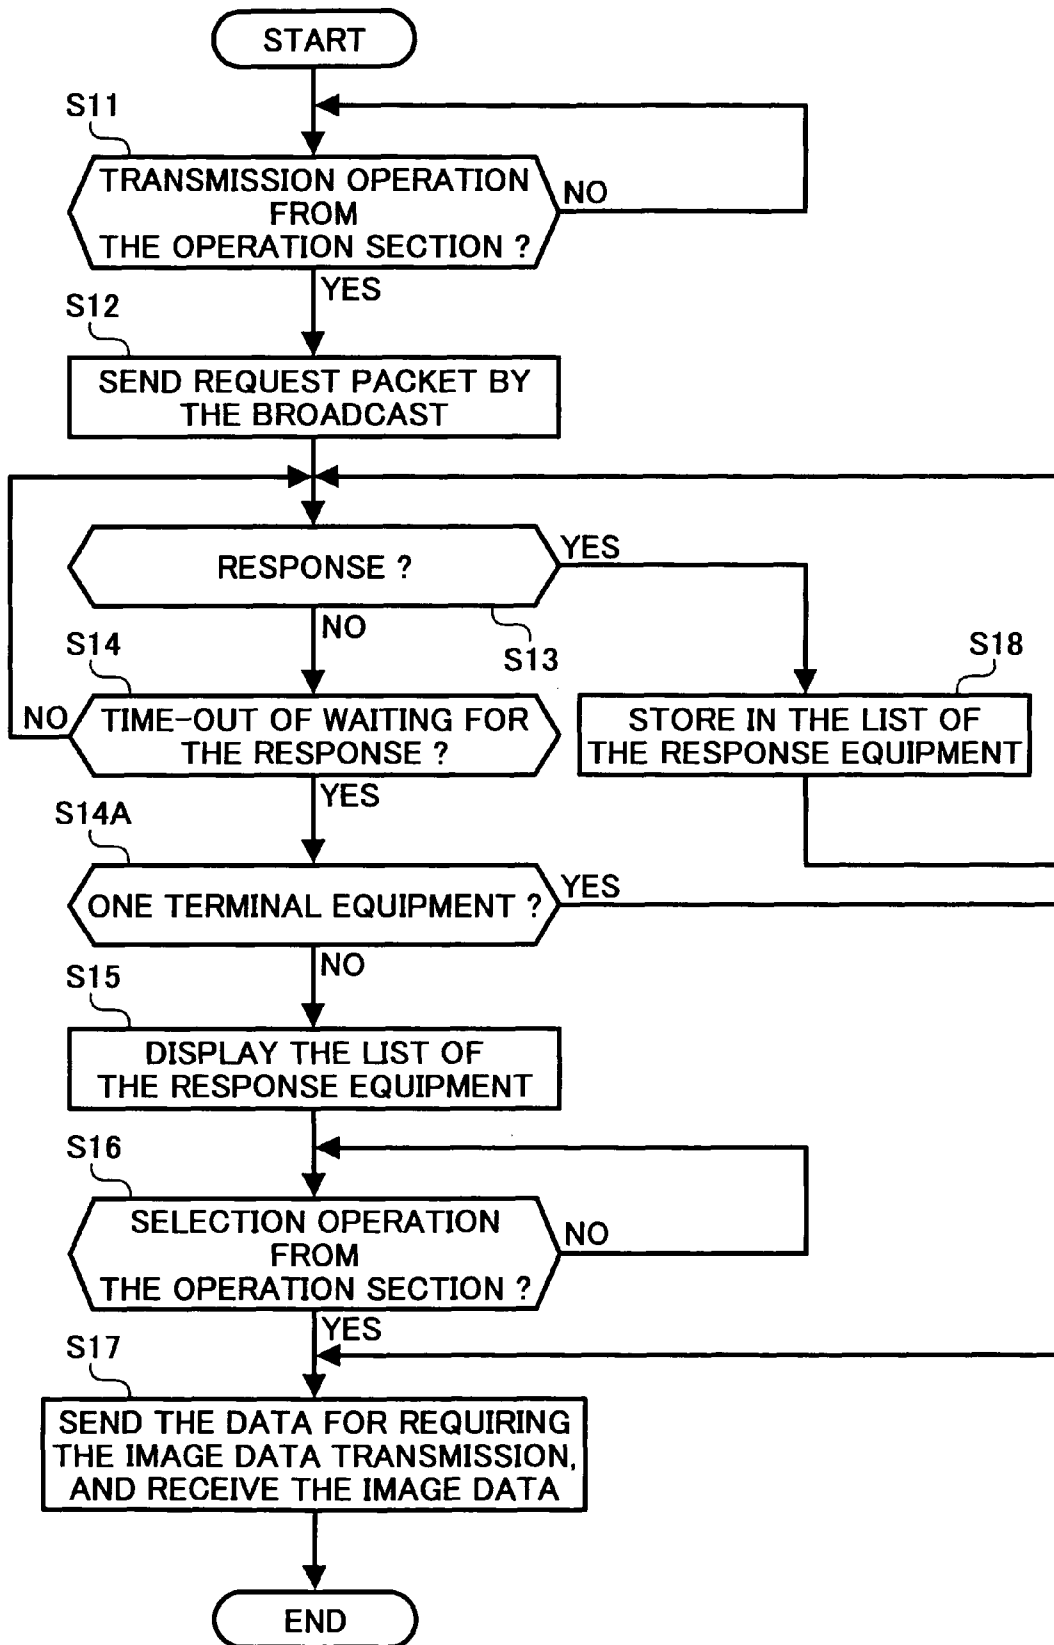 START
S11
TRANSMISSION OPERATION
FROM
THE OPERATION SECTION ?
NO
YES
S12
SEND REQUEST PACKET BY
THE BROADCAST
RESPONSE ?
YES
NO
S13
S14
NO
TIME-OUT OF WAITING FOR
THE RESPONSE ?
YES
S18
STORE IN THE LIST OF
THE RESPONSE EQUIPMENT
S14A
ONE TERMINAL EQUIPMENT ?
YES
NO
S15
DISPLAY THE LIST OF
THE RESPONSE EQUIPMENT
S16
SELECTION OPERATION
FROM
THE OPERATION SECTION ?
NO
YES
S17
SEND THE DATA FOR REQUIRING
THE IMAGE DATA TRANSMISSION,
AND RECEIVE THE IMAGE DATA
END